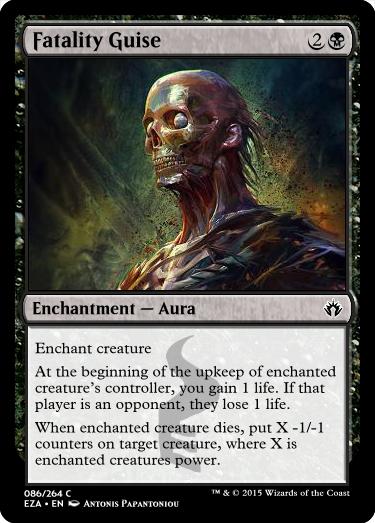 Fatality Guise 2
Enchantment — Aura
Enchant creature
At the beginning of the upkeep of enchanted
creature's controller, you gain 1 life. If that
player is an opponent, they lose 1 life.
When enchanted creature dies, put X -1/-1
counters on target creature, where X is
enchanted creatures power.
086/264 C
EZA • EN Antonis Papantoniou
™ & © 2015 Wizards of the Coast